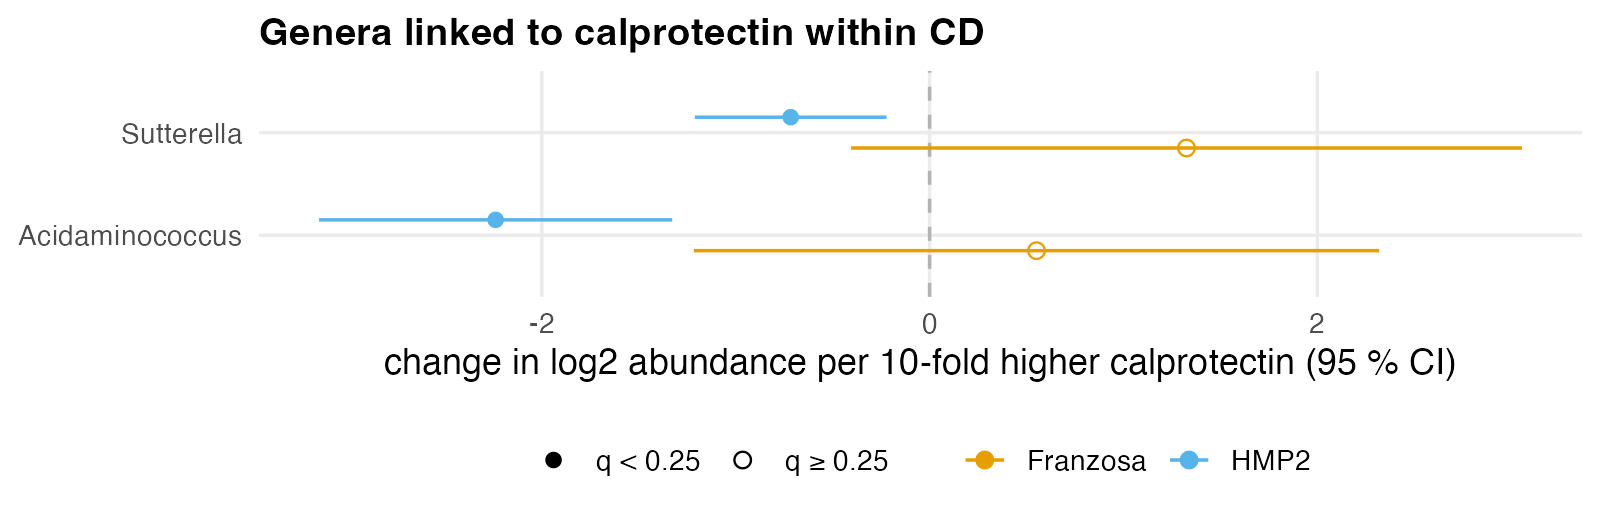 Genera linked to calprotectin within CD
Sutterella
Acidaminococcus
-2 0 2
change in log2 abundance per 10-fold higher calprotectin (95 % CI)
q < 0.25 q ≥ 0.25 Franzosa HMP2